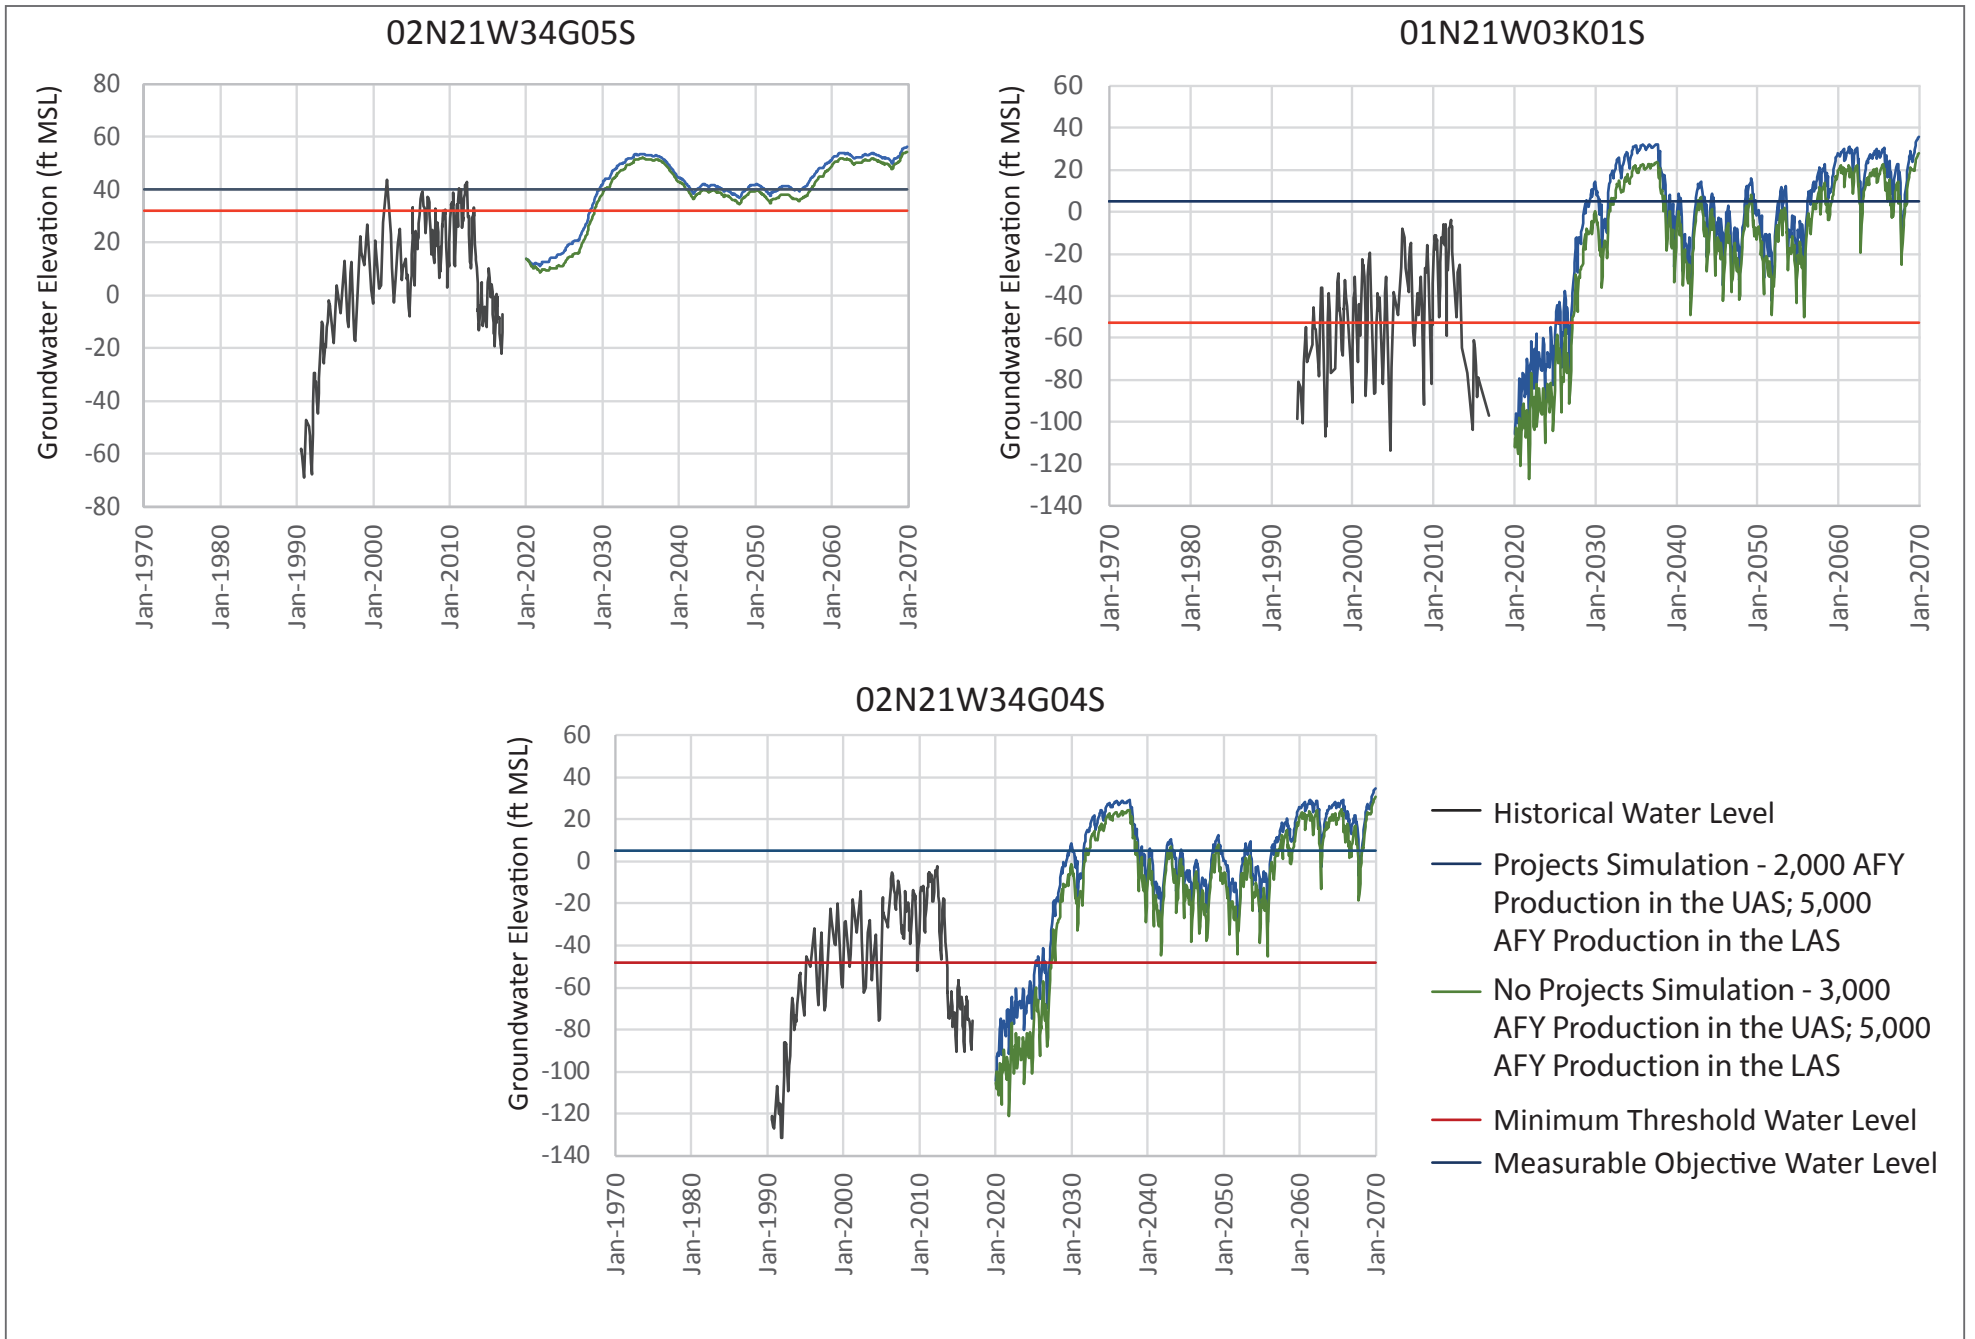 02N21W34G05S
Groundwater Elevation (ft MSL)
80
60
40
20
0
-20
-40
-60
-80
Jan-1970
Jan-1980
Jan-1990
Jan-2000
Jan-2010
Jan-2020
Jan-2030
Jan-2040
Jan-2050
Jan-2060
Jan-2070
01N21W03K01S
Groundwater Elevation (ft MSL)
60
40
20
0
-20
-40
-60
-80
-100
-120
-140
Jan-1970
Jan-1980
Jan-1990
Jan-2000
Jan-2010
Jan-2020
Jan-2030
Jan-2040
Jan-2050
Jan-2060
Jan-2070
02N21W34G04S
Groundwater Elevation (ft MSL)
60
40
20
0
-20
-40
-60
-80
-100
-120
-140
Jan-1970
Jan-1980
Jan-1990
Jan-2000
Jan-2010
Jan-2020
Jan-2030
Jan-2040
Jan-2050
Jan-2060
Jan-2070
Historical Water Level
Projects Simulation - 2,000 AFY
Production in the UAS; 5,000
AFY Production in the LAS
No Projects Simulation - 3,000
AFY Production in the UAS; 5,000
AFY Production in the LAS
Minimum Threshold Water Level
Measurable Objective Water Level